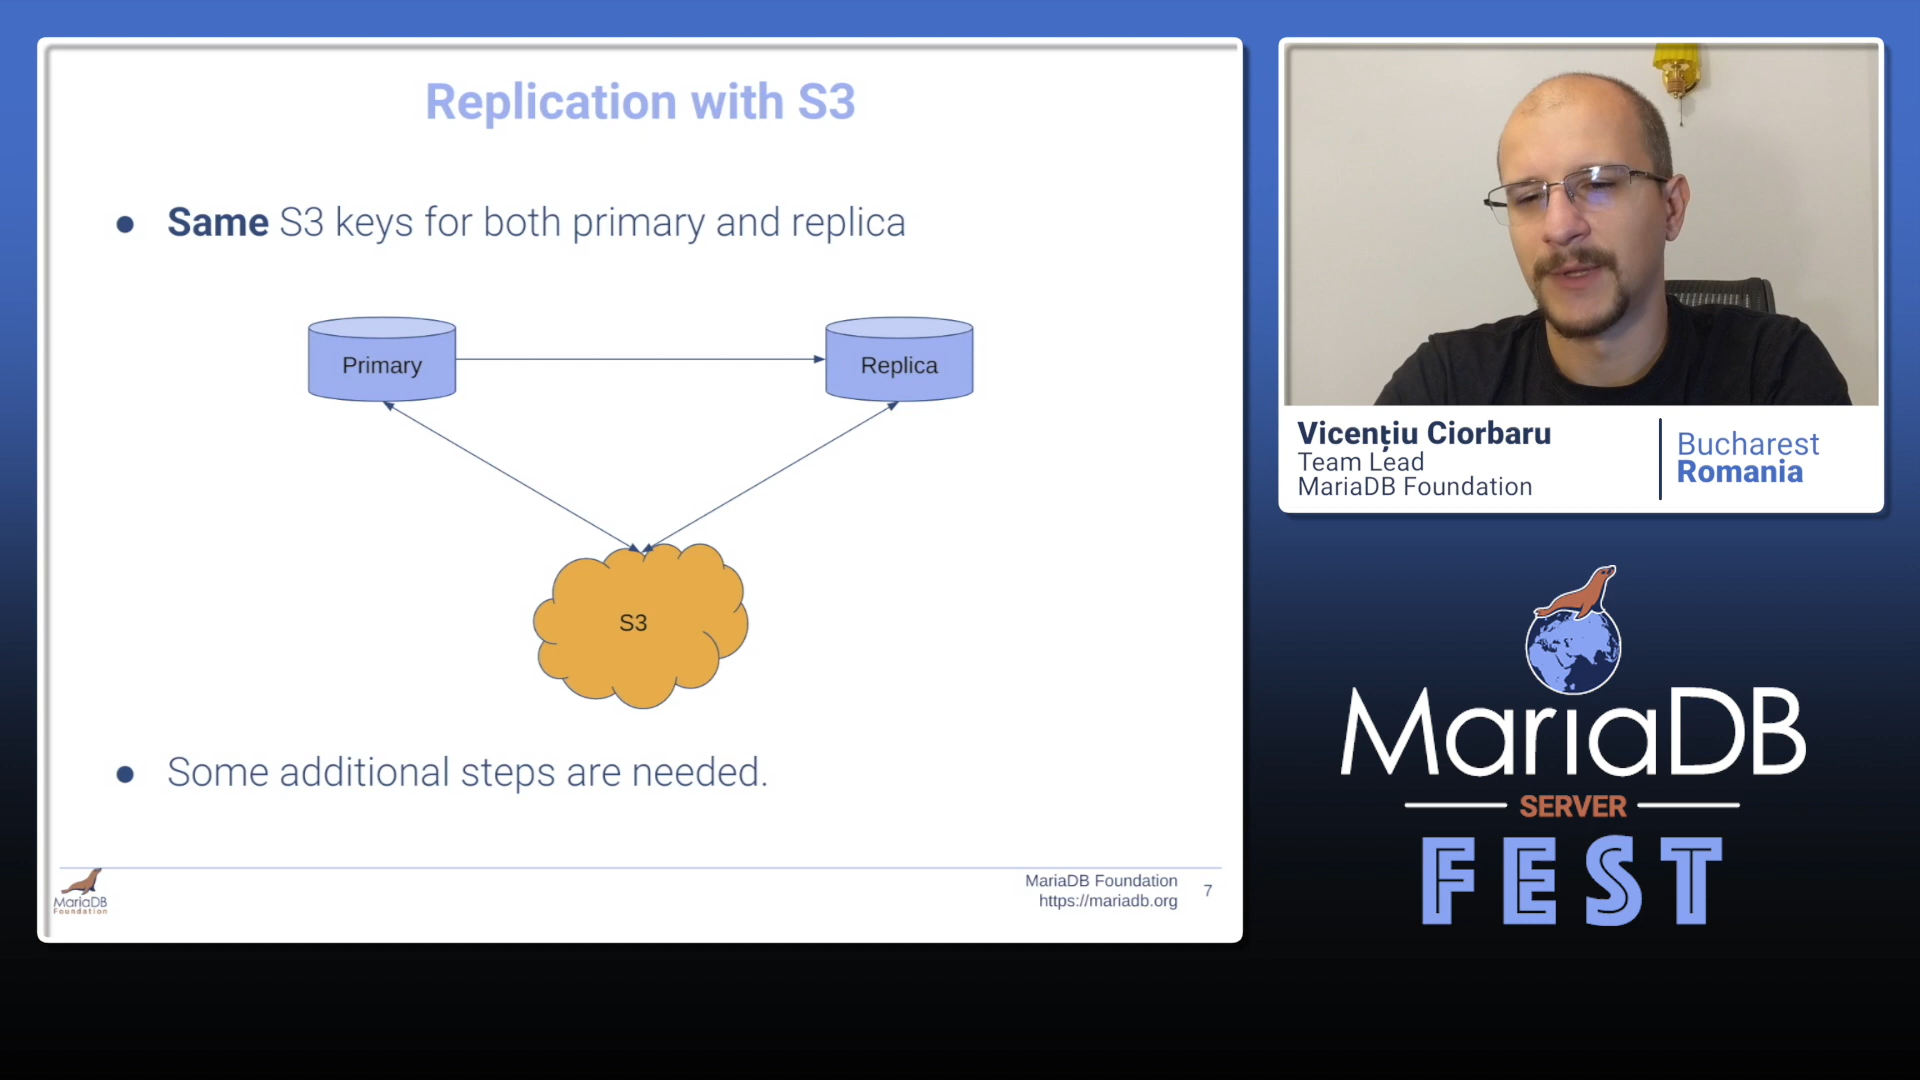 Replication with S3
● Same S3 keys for both primary and replica
Primary
Replica
S3
● Some additional steps are needed.
MariaDB
Foundation
MariaDB Foundation
https://mariadb.org
7
Vicențiu Ciorbaru
Team Lead
MariaDB Foundation
Bucharest
Romania
MariaDB
SERVER
FEST